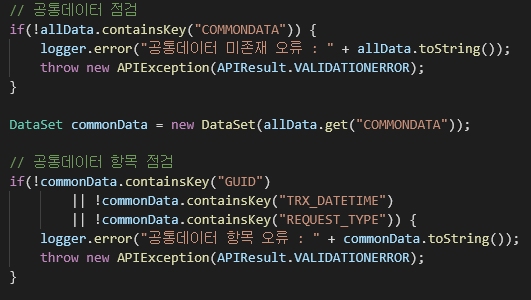 // 공통데이터 점검
if(!allData.containsKey("COMMONDATA")) {
    logger.error("공통데이터 미존재 오류 : " + allData.toString());
    throw new APIException(APIResult.VALIDATIONERROR);
}

DataSet commonData = new DataSet(allData.get("COMMONDATA"));

// 공통데이터 항목 점검
if(!commonData.containsKey("GUID")
        || !commonData.containsKey("TRX_DATETIME")
        || !commonData.containsKey("REQUEST_TYPE")) {
    logger.error("공통데이터 항목 오류 : " + commonData.toString());
    throw new APIException(APIResult.VALIDATIONERROR);
}